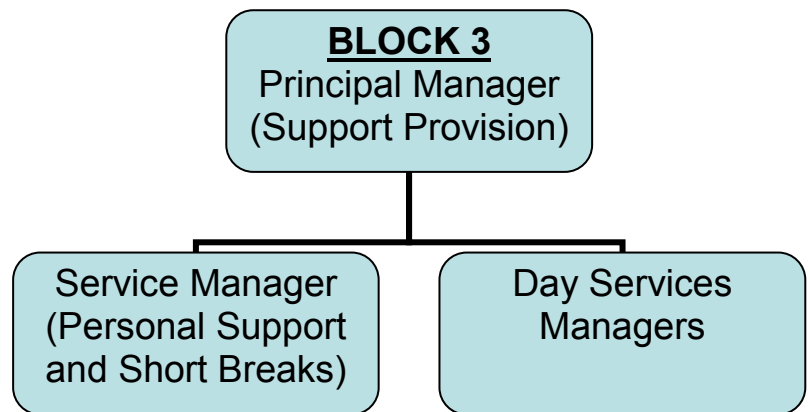 BLOCK 3
Principal Manager
(Support Provision)
Service Manager
(Personal Support
and Short Breaks)
Day Services
Managers